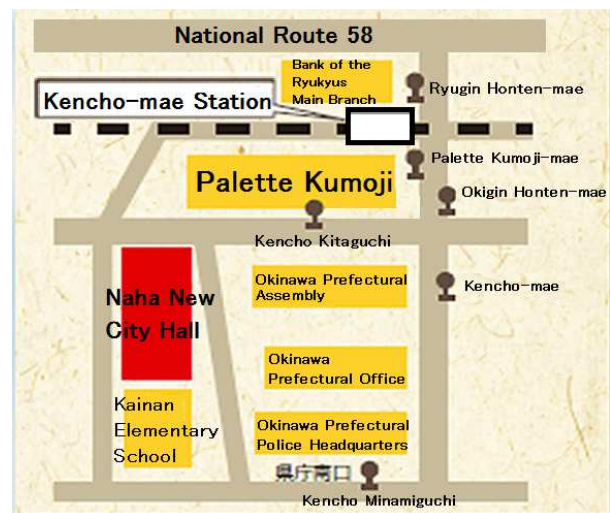 National Route 58
Bank of the
Ryukyus
Main Branch
Ryugin Honten-mae
Kencho-mae Station
Palette Kumoji-mae
Palette Kumoji
Okigin Honten-mae
Kencho Kitaguchi
Naha New
City Hall
Okinawa Prefectural
Assembly
Kencho-mae
Okinawa
Prefectural Office
Kainan
Elementary
School
Okinawa Prefectural
Police Headquarters
県庁南口
Kencho Minamiguchi